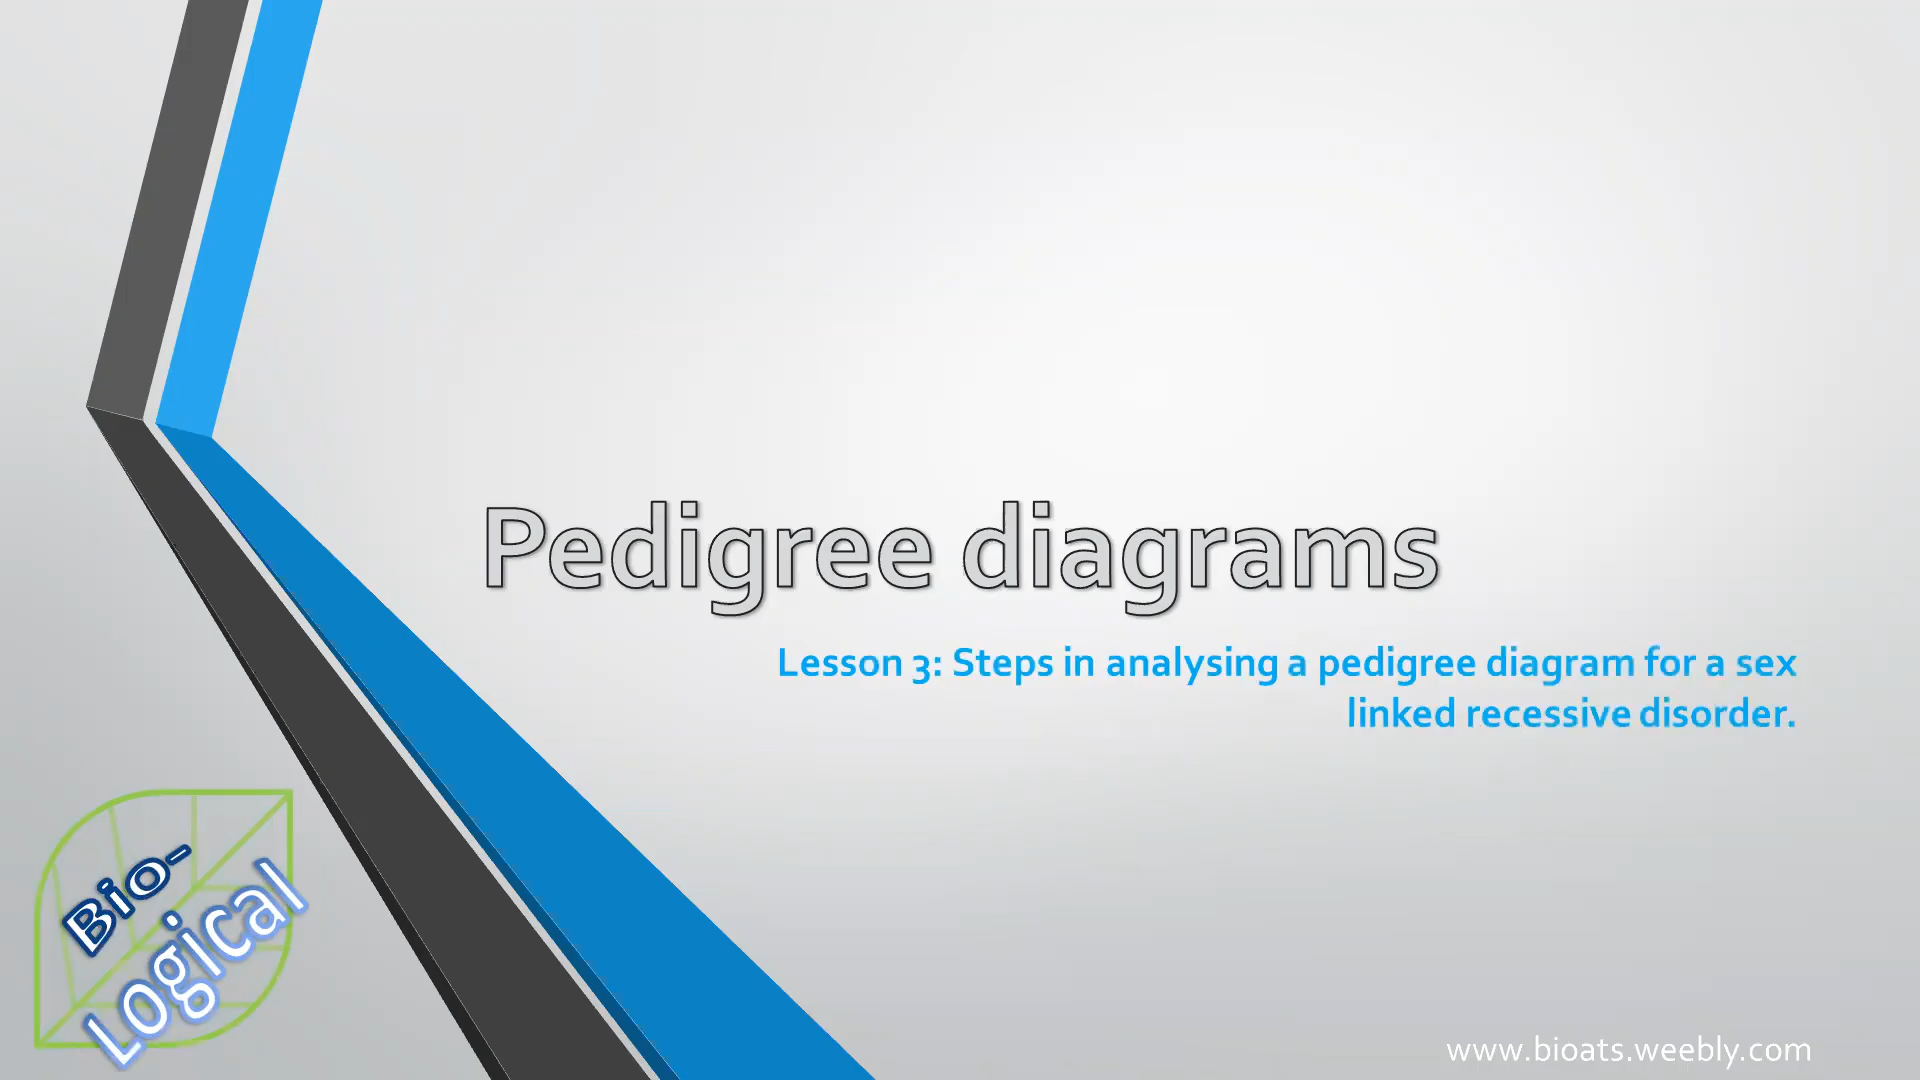 Pedigree diagrams
Lesson 3: Steps in analysing a pedigree diagram for a sex
linked recessive disorder.
Bio-
Logical
www.bioats.weebly.com